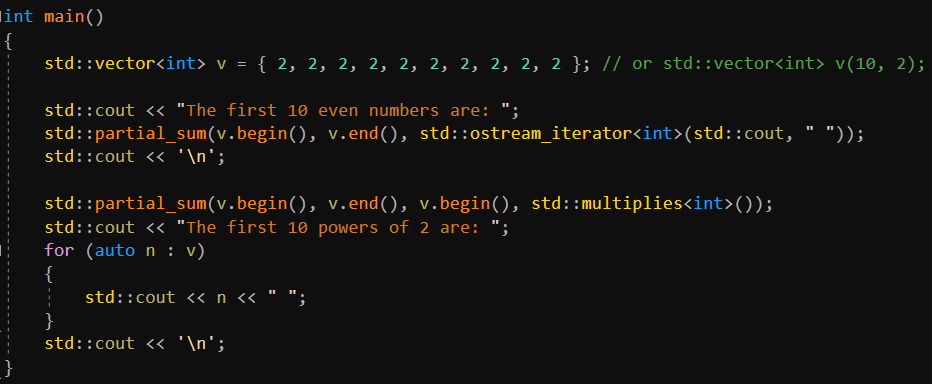 int main()
{
    std::vector<int> v = { 2, 2, 2, 2, 2, 2, 2, 2, 2, 2 }; // or std::vector<int> v(10, 2);

    std::cout << "The first 10 even numbers are: ";
    std::partial_sum(v.begin(), v.end(), std::ostream_iterator<int>(std::cout, " "));
    std::cout << '\n';

    std::partial_sum(v.begin(), v.end(), v.begin(), std::multiplies<int>());
    std::cout << "The first 10 powers of 2 are: ";
    for (auto n : v)
    {
        std::cout << n << " ";
    }
    std::cout << '\n';
}